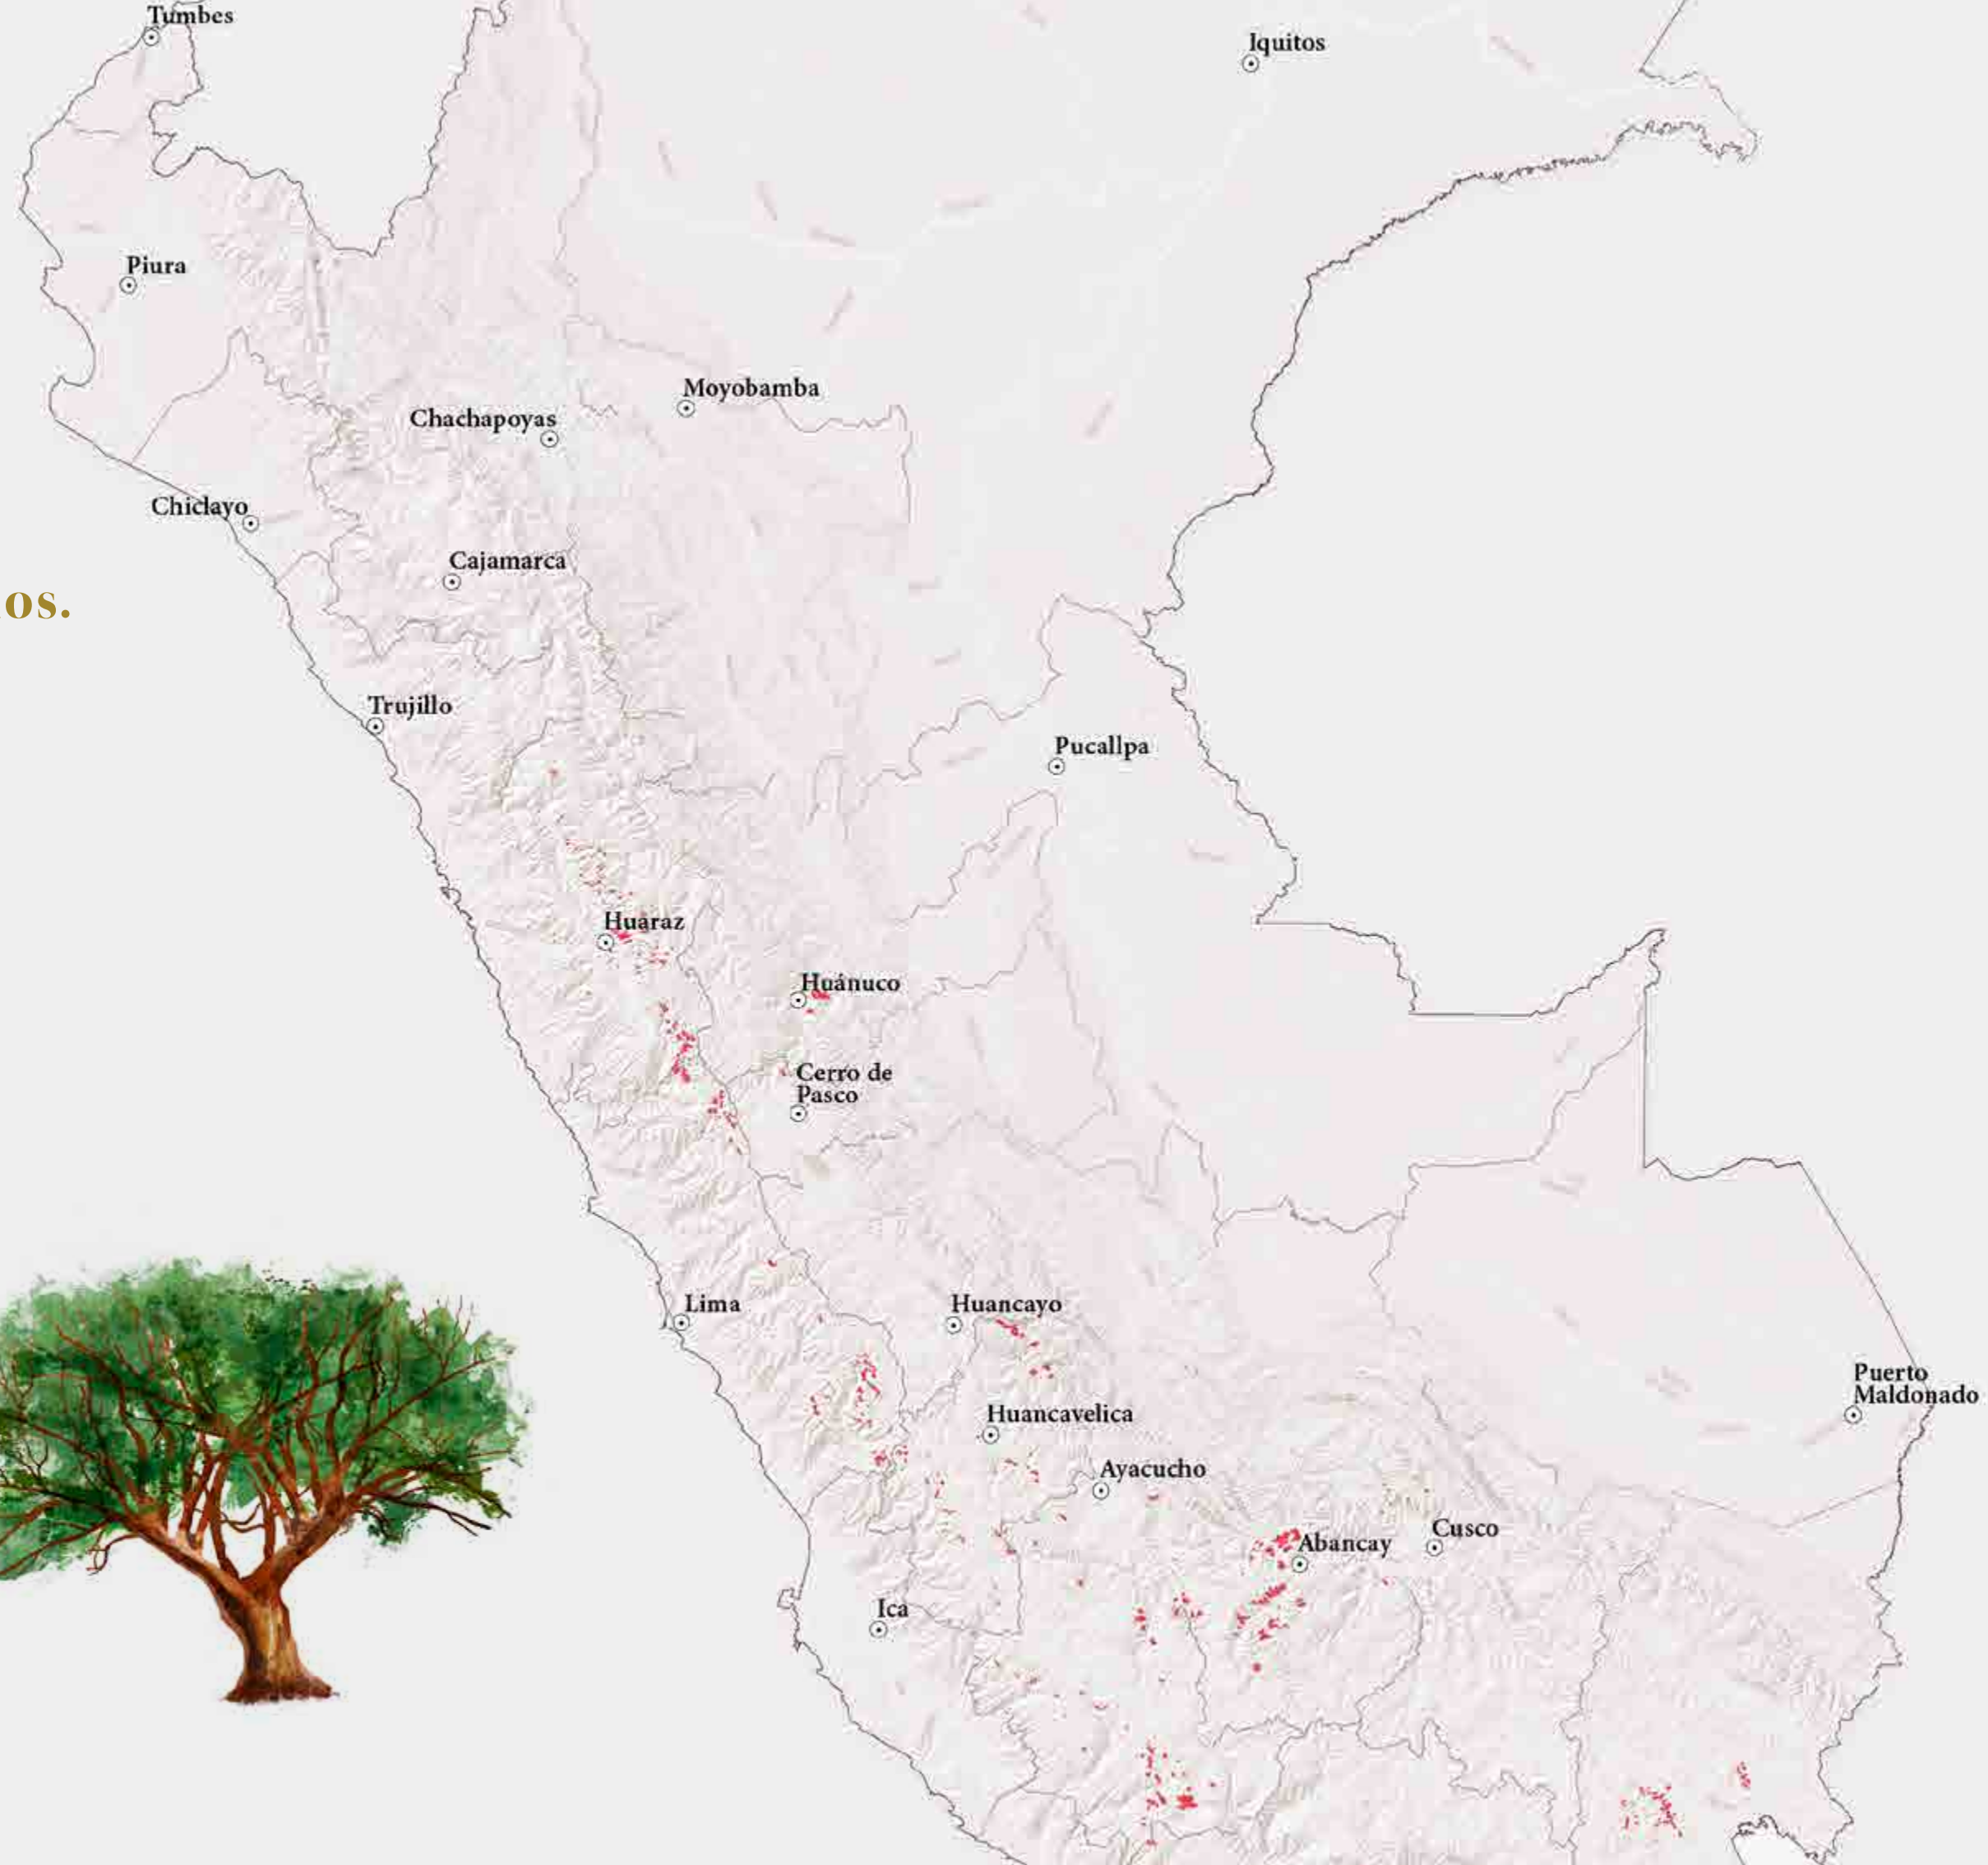 Tumbes
Iquitos
Piura
Moyobamba
Chachapoyas
Chiclayo
Cajamarca
os.
Trujillo
Pucallpa
Huaraz
Huánuco
Cerro de
Pasco
Lima
Huancayo
Puerto
Maldonado
Huancavelica
Ayacucho
Cusco
Abancay
Ica